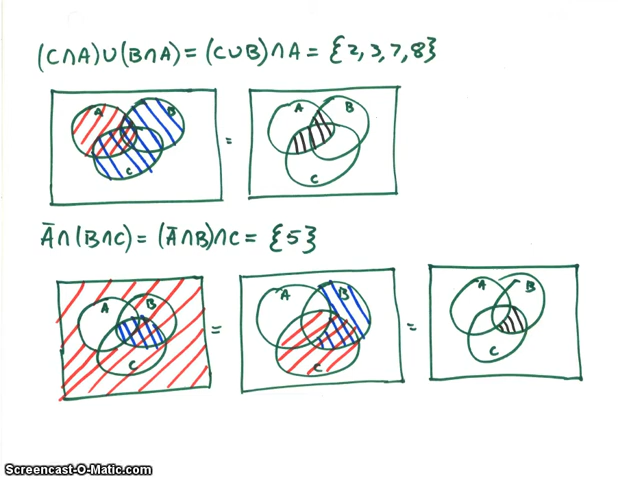 (C∩A)∪(B∩A) = (C∪B)∩A = {2,3,7,8}
A B C = A B C
Ā∩(B∩C) = (Ā∩B)∩C = {5}
A B C = A B C = A B C
Screencast-O-Matic.com